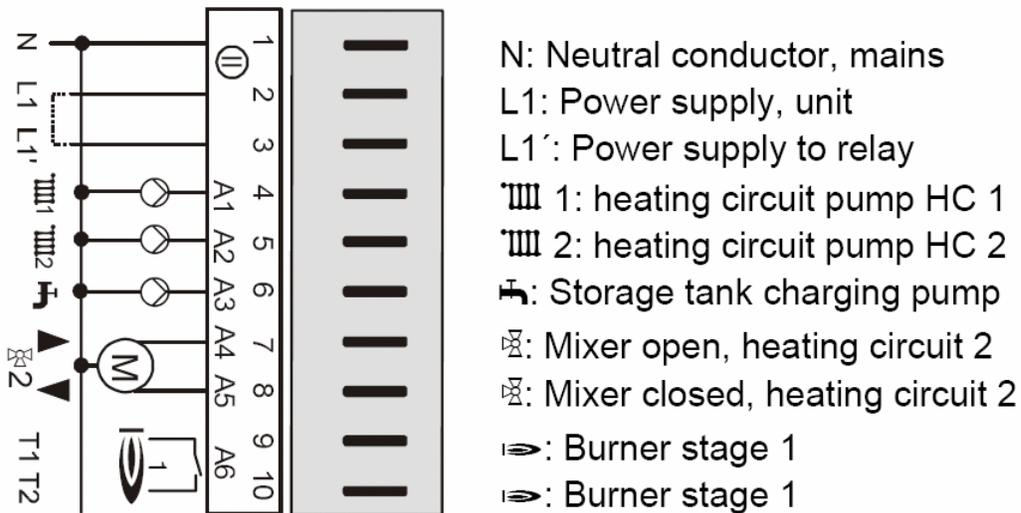 N 1
L1 2
L1' 3
1 A1 4
2 A2 5
A3 6
A4 7
2 M A5 8
T1 1 A6 9
T2 10
II
N: Neutral conductor, mains
L1: Power supply, unit
L1´: Power supply to relay
1: heating circuit pump HC 1
2: heating circuit pump HC 2
: Storage tank charging pump
: Mixer open, heating circuit 2
: Mixer closed, heating circuit 2
: Burner stage 1
: Burner stage 1